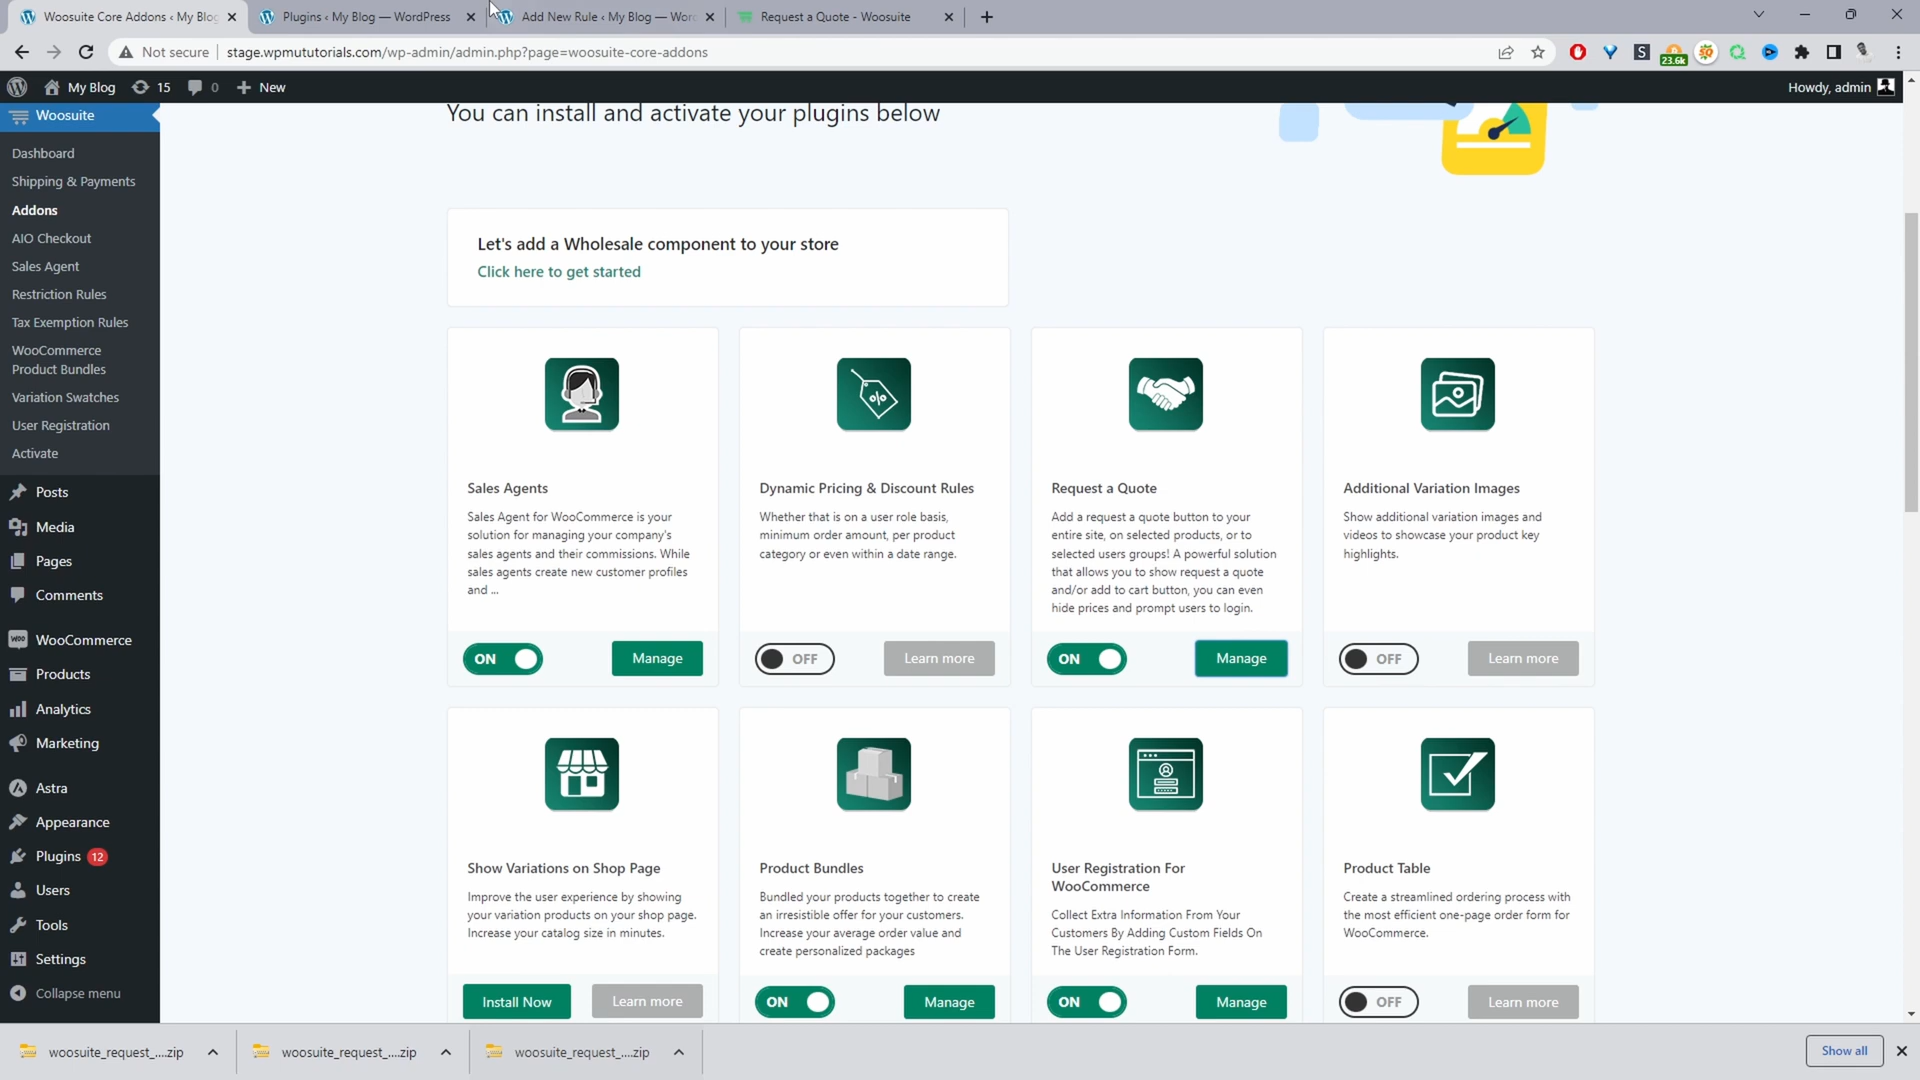 Woosuite Core Addons ‹ My Blog
Plugins ‹ My Blog — WordPress
Add New Rule ‹ My Blog — Word
Request a Quote - Woosuite
Not secure
stage.wpmututorials.com/wp-admin/admin.php?page=woosuite-core-addons
23.6k
My Blog
15
0
New
Howdy, admin
Woosuite
Dashboard
Shipping & Payments
Addons
AIO Checkout
Sales Agent
Restriction Rules
Tax Exemption Rules
WooCommerce
Product Bundles
Variation Swatches
User Registration
Activate
Posts
Media
Pages
Comments
WooCommerce
Products
Analytics
Marketing
Astra
Appearance
Plugins 12
Users
Tools
Settings
Collapse menu
You can install and activate your plugins below
Let's add a Wholesale component to your store
Click here to get started
Sales Agents
Sales Agent for WooCommerce is your
solution for managing your company's
sales agents and their commissions. While
sales agents create new customer profiles
and ...
ON
Manage
Dynamic Pricing & Discount Rules
Whether that is on a user role basis,
minimum order amount, per product
category or even within a date range.
OFF
Learn more
Request a Quote
Add a request a quote button to your
entire site, on selected products, or to
selected users groups! A powerful solution
that allows you to show request a quote
and/or add to cart button, you can even
hide prices and prompt users to login.
ON
Manage
Additional Variation Images
Show additional variation images and
videos to showcase your product key
highlights.
OFF
Learn more
Show Variations on Shop Page
Improve the user experience by showing
your variation products on your shop page.
Increase your catalog size in minutes.
Install Now
Learn more
Product Bundles
Bundled your products together to create
an irresistible offer for your customers.
Increase your average order value and
create personalized packages
ON
Manage
User Registration For
WooCommerce
Collect Extra Information From Your
Customers By Adding Custom Fields On
The User Registration Form.
ON
Manage
Product Table
Create a streamlined ordering process with
the most efficient one-page order form for
WooCommerce.
OFF
Learn more
woosuite_request_....zip
woosuite_request_....zip
woosuite_request_....zip
Show all